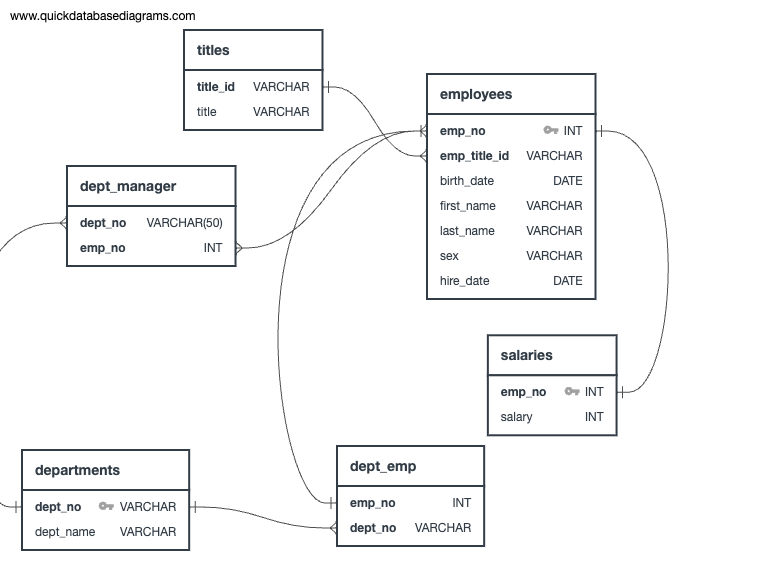 www.quickdatabasediagrams.com
titles
title_id VARCHAR
title VARCHAR
employees
emp_no INT
emp_title_id VARCHAR
birth_date DATE
first_name VARCHAR
last_name VARCHAR
sex VARCHAR
hire_date DATE
dept_manager
dept_no VARCHAR(50)
emp_no INT
salaries
emp_no INT
salary INT
departments
dept_no VARCHAR
dept_name VARCHAR
dept_emp
emp_no INT
dept_no VARCHAR